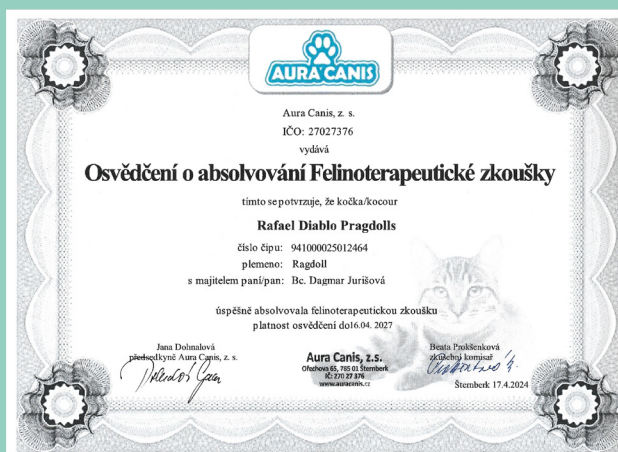 AURA CANIS
Aura Canis, z. s.
IČO: 27027376
vydává
Osvědčení o absolvování Felinoterapeutické zkoušky
tímto se potvrzuje, že kočka/kocour
Rafael Diablo Pragdolls
číslo čipu: 941000025012464
plemeno: Ragdoll
s majitelem paní/pan: Bc. Dagmar Jurišová
úspěšně absolvovala felinoterapeutickou zkoušku
platnost osvědčení do16.04. 2027
Jana Dohnalová
předsedkyně Aura Canis, z. s.
Aura Canis, z.s.
Ořechova 65, 785 01 Šternberk
IČ: 270 27 376
www.auracanis.cz
Beata Prokšenková
zkušební komisař
Šternberk 17.4.2024